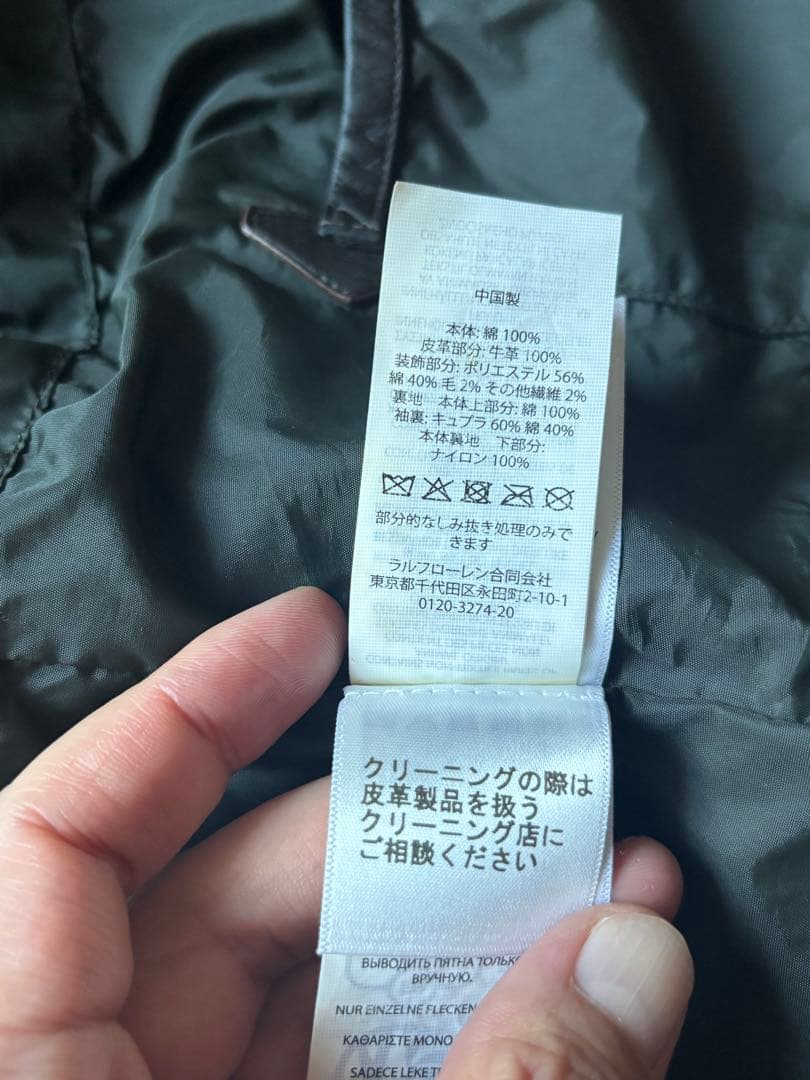 中国製
本体: 綿 100%
皮革部分: 牛革 100%
装飾部分: ポリエステル 56%
綿 40% 毛 2% その他繊維 2%
裏地 本体上部分: 綿 100%
袖裏: キュプラ 60% 綿 40%
本体裏地 下部分:
ナイロン 100%
部分的なしみ抜き処理のみで
きます
ラルフローレン合同会社
東京都千代田区永田町2-10-1
0120-3274-20
クリーニングの際は
皮革製品を扱う
クリーニング店に
ご相談ください
ВЫВОДИТЬ ПЯТНА ТОЛЬКО
ВРУЧНУЮ.
NUR EINZELNE FLECKEN
ΚΑΘΑΡΙΣΤΕ ΜΟΝΟ
SADECE LEKE